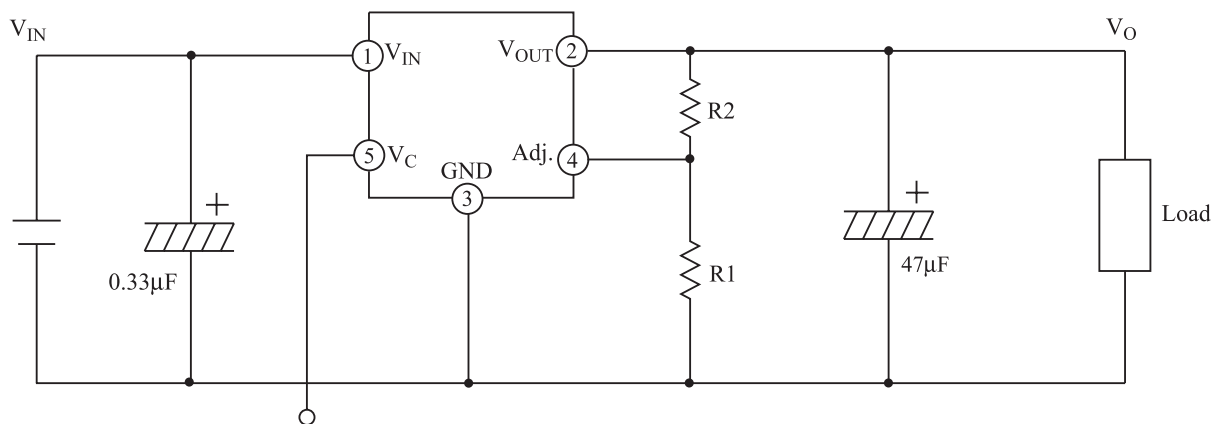 V_IN
V_O
1
V_IN
V_OUT
2
R2
5
V_C
Adj.
4
GND
3
+
+
Load
0.33μF
R1
47μF